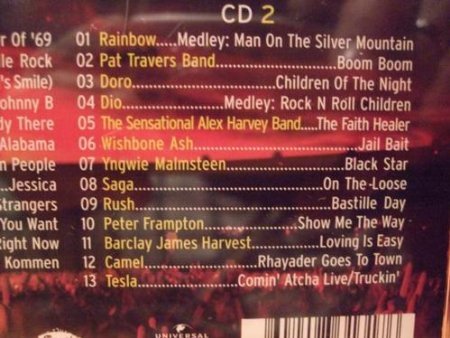 CD 2
r Of '69
01 Rainbow.....Medley: Man On The Silver Mountain
le Rock
02 Pat Travers Band.......................Boom Boom
's Smile)
03 Doro...........................Children Of The Night
ohnny B
04 Dio..................Medley: Rock N Roll Children
dy There
05 The Sensational Alex Harvey Band....The Faith Healer
Alabama
06 Wishbone Ash.................................Jail Bait
n People
07 Yngwie Malmsteen.........................Black Star
...Jessica
08 Saga.................................On The-Loose
Strangers
09 Rush....................................Bastille Day
You Want
10 Peter Frampton....................Show Me The Way
Right Now
11 Barclay James Harvest.............Loving Is Easy
Kommen
12 Camel......................Rhayader Goes To Town
13 Tesla..................Comin' Atcha Live/Truckin'
UNIVERSAL